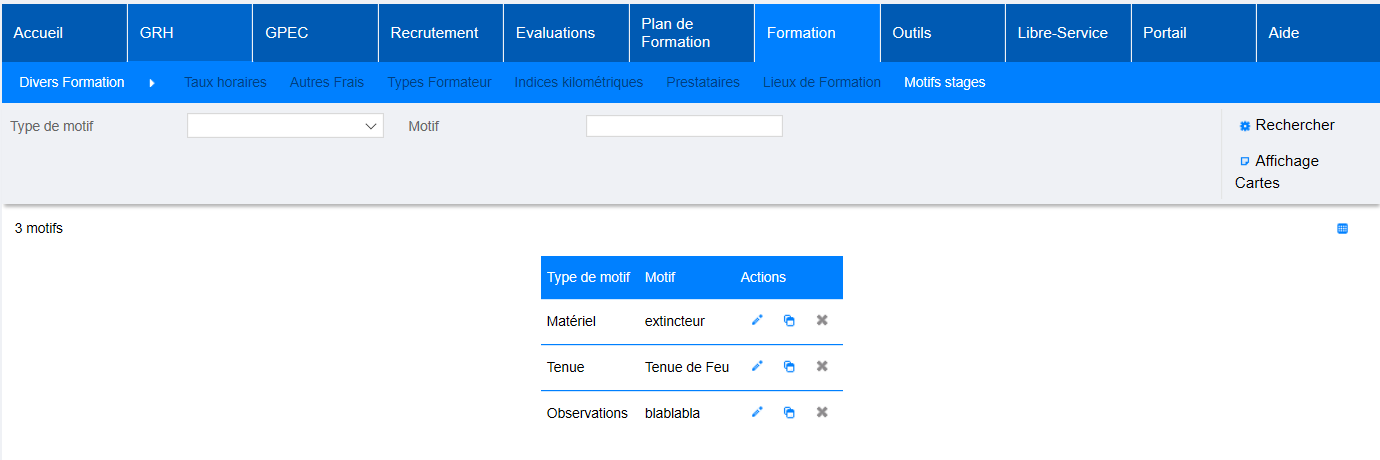 Accueil GRH GPEC Recrutement Evaluations Plan de Formation Formation Outils Libre-Service Portail Aide
Divers Formation Taux horaires Autres Frais Types Formateur Indices kilométriques Prestataires Lieux de Formation Motifs stages
Type de motif Motif Rechercher
Affichage
Cartes
3 motifs
Type de motif Motif Actions
Matériel extincteur
Tenue Tenue de Feu
Observations blablabla